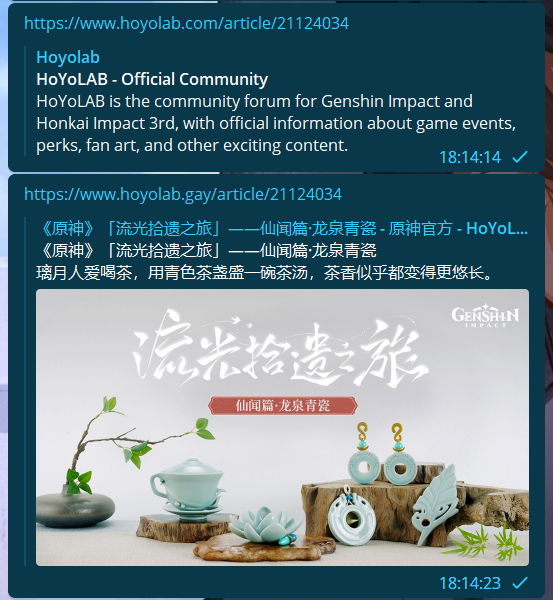 https://www.hoyolab.com/article/21124034
Hoyolab
HoYoLAB - Official Community
HoYoLAB is the community forum for Genshin Impact and
Honkai Impact 3rd, with official information about game events,
perks, fan art, and other exciting content.
18:14:14
https://www.hoyolab.gay/article/21124034
《原神》「流光拾遗之旅」——仙闻篇·龙泉青瓷 - 原神官方 - HoYoL...
《原神》「流光拾遗之旅」——仙闻篇·龙泉青瓷
璃月人爱喝茶，用青色茶盏盛一碗茶汤，茶香似乎都变得更悠长。
GENSHIN
IMPACT
流光拾遗之旅
仙闻篇·龙泉青瓷
18:14:23